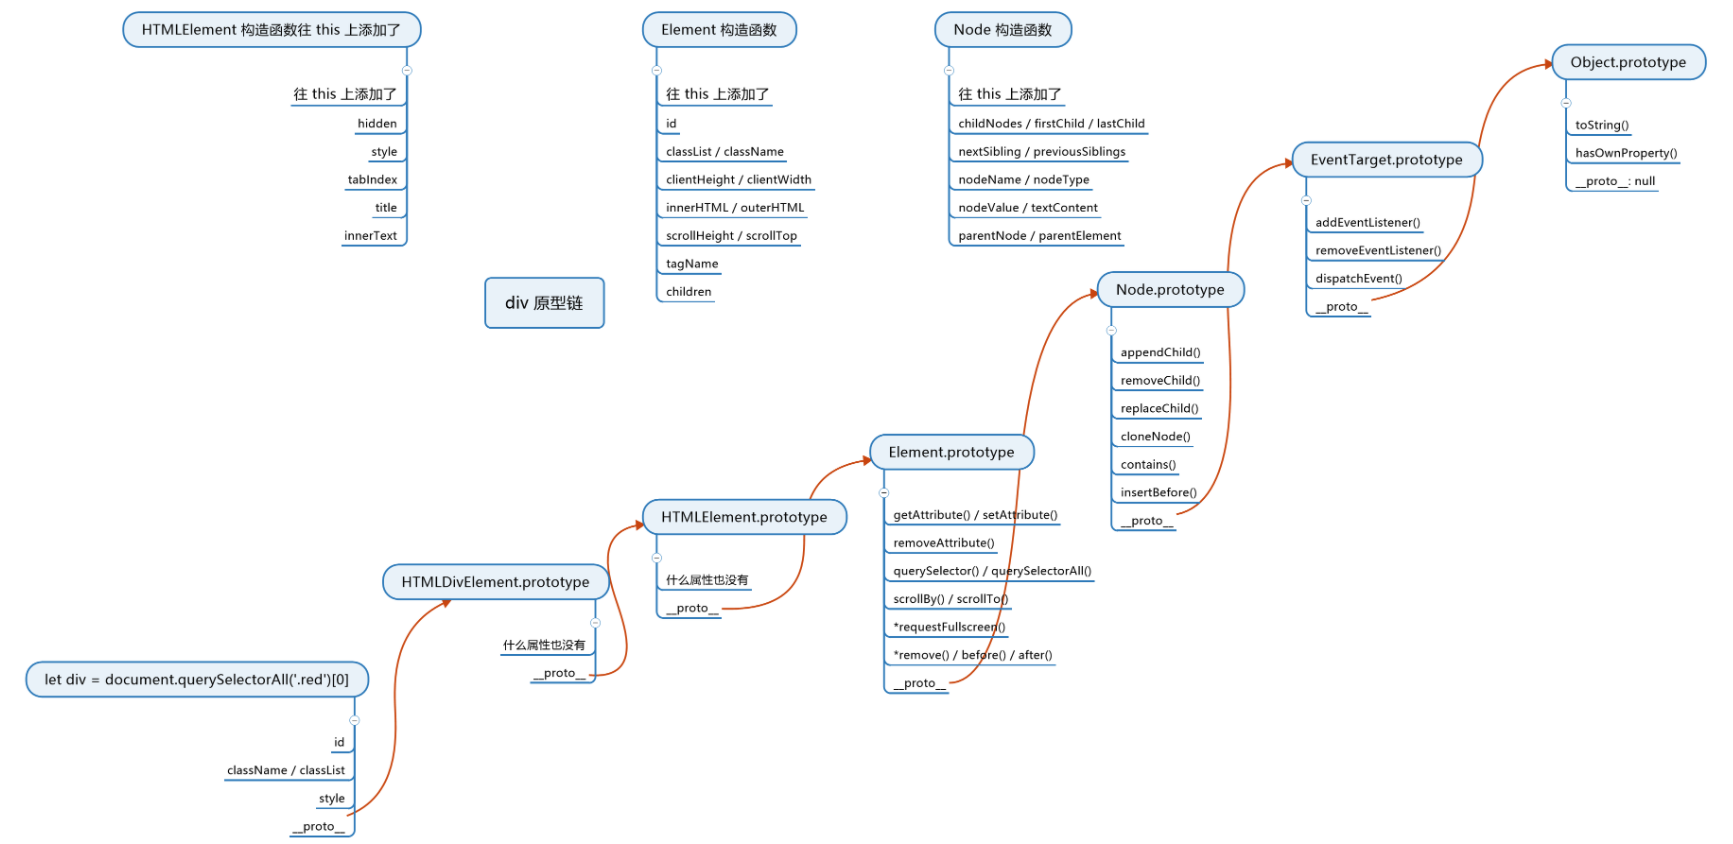 HTMLElement 构造函数往 this 上添加了
往 this 上添加了
hidden
style
tabIndex
title
innerText
Element 构造函数
往 this 上添加了
id
classList / className
clientHeight / clientWidth
innerHTML / outerHTML
scrollHeight / scrollTop
tagName
children
Node 构造函数
往 this 上添加了
childNodes / firstChild / lastChild
nextSibling / previousSiblings
nodeName / nodeType
nodeValue / textContent
parentNode / parentElement
Object.prototype
toString()
hasOwnProperty()
__proto__: null
EventTarget.prototype
addEventListener()
removeEventListener()
dispatchEvent()
__proto__
div 原型链
Node.prototype
appendChild()
removeChild()
replaceChild()
cloneNode()
contains()
insertBefore()
__proto__
Element.prototype
getAttribute() / setAttribute()
removeAttribute()
querySelector() / querySelectorAll()
scrollBy() / scrollTo()
*requestFullscreen()
*remove() / before() / after()
__proto__
HTMLElement.prototype
什么属性也没有
__proto__
HTMLDivElement.prototype
什么属性也没有
__proto__
let div = document.querySelectorAll('.red')[0]
id
className / classList
style
__proto__